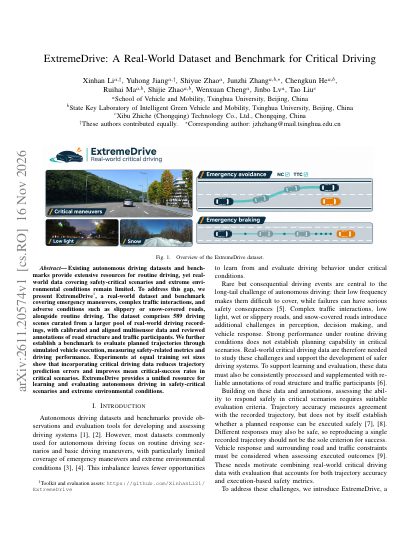 ExtremeDrive: A Real-World Dataset and Benchmark for Critical Driving
Xinhan Li, Yuhong Jiang, Shiyue Zhao, Junzhi Zhang, Chengkun He,
Ruihai Ma, Shijie Zhao, Wenxuan Cheng, Jinbo Lv, Tao Liu
School of Vehicle and Mobility, Tsinghua University, Beijing, China
State Key Laboratory of Intelligent Green Vehicle and Mobility, Tsinghua University, Beijing, China
Xibu Zhiche (Chongqing) Technology Co., Ltd., Chongqing, China
†These authors contributed equally. *Corresponding author: jzhzhang@mail.tsinghua.edu.cn
arXiv:2611.20574v1 [cs.RO] 16 Nov 2026
ExtremeDrive
Real-world critical driving
Critical maneuvers
Low light
Snow
Emergency avoidance
NC
TTC
Emergency braking
Fig. 1. Overview of the ExtremeDrive dataset.
Abstract—Existing autonomous driving datasets and bench-
marks provide extensive resources for routine driving, yet real-
world data covering safety-critical scenarios and extreme envi-
ronmental conditions remain limited. To address this gap, we
present ExtremeDrive¹, a real-world dataset and benchmark
covering emergency maneuvers, complex traffic interactions, and
adverse conditions such as slippery or snow-covered roads,
alongside routine driving. The dataset comprises 589 driving
scenes curated from a larger pool of real-world driving record-
ings, with calibrated and aligned multisensor data and reviewed
annotations of road structure and traffic participants. We further
establish a benchmark to evaluate planned trajectories through
simulated vehicle execution, measuring safety-related metrics and
driving performance. Experiments at equal training set sizes
show that incorporating critical driving data reduces trajectory
prediction errors and improves mean critical-success rates in
critical scenarios. ExtremeDrive provides a unified resource for
learning and evaluating autonomous driving in safety-critical
scenarios and extreme environmental conditions.
I. INTRODUCTION
Autonomous driving datasets and benchmarks provide ob-
servations and evaluation tools for developing and assessing
driving systems [1], [2]. However, most datasets commonly
used for autonomous driving focus on routine driving sce-
narios and basic driving maneuvers, with particularly limited
coverage of emergency maneuvers and extreme environmental
conditions [3], [4]. This imbalance leaves fewer opportunities
¹Toolkit and evaluation assets: https://github.com/XinhanLi21/
ExtremeDrive
to learn from and evaluate driving behavior under critical
conditions.
Rare but consequential driving events are central to the
long-tail challenge of autonomous driving: their low frequency
makes them difficult to cover, while failures can have serious
safety consequences [5]. Complex traffic interactions, low
light, wet or slippery roads, and snow-covered roads introduce
additional challenges in perception, decision making, and
vehicle response. Strong performance under routine driving
conditions does not establish planning capability in critical
scenarios. Real-world critical driving data are therefore needed
to study these challenges and support the development of safer
driving systems. To support learning and evaluation, these data
must also be consistently processed and supplemented with re-
liable annotations of road structure and traffic participants [6].
Building on these data and annotations, assessing the abil-
ity to respond safely in critical scenarios requires suitable
evaluation criteria. Trajectory accuracy measures agreement
with the recorded trajectory, but does not by itself establish
whether a planned response can be executed safely [7], [8].
Different responses may also be safe, so reproducing a single
recorded trajectory should not be the sole criterion for success.
Vehicle response and surrounding road and traffic constraints
must be considered when assessing executed outcomes [9].
These needs motivate combining real-world critical driving
data with evaluation that accounts for both trajectory accuracy
and execution-based safety metrics.
To address these challenges, we introduce ExtremeDrive, a